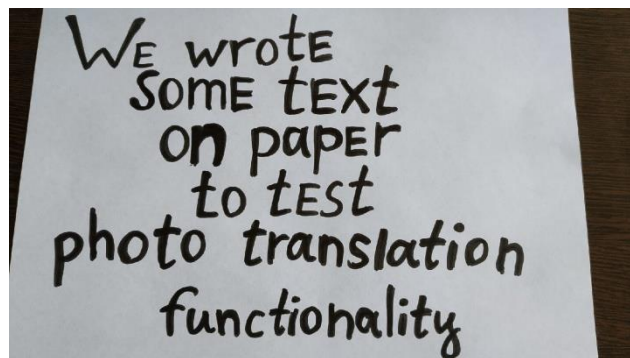 We wrote
some text
on paper
to test
photo translation
functionality